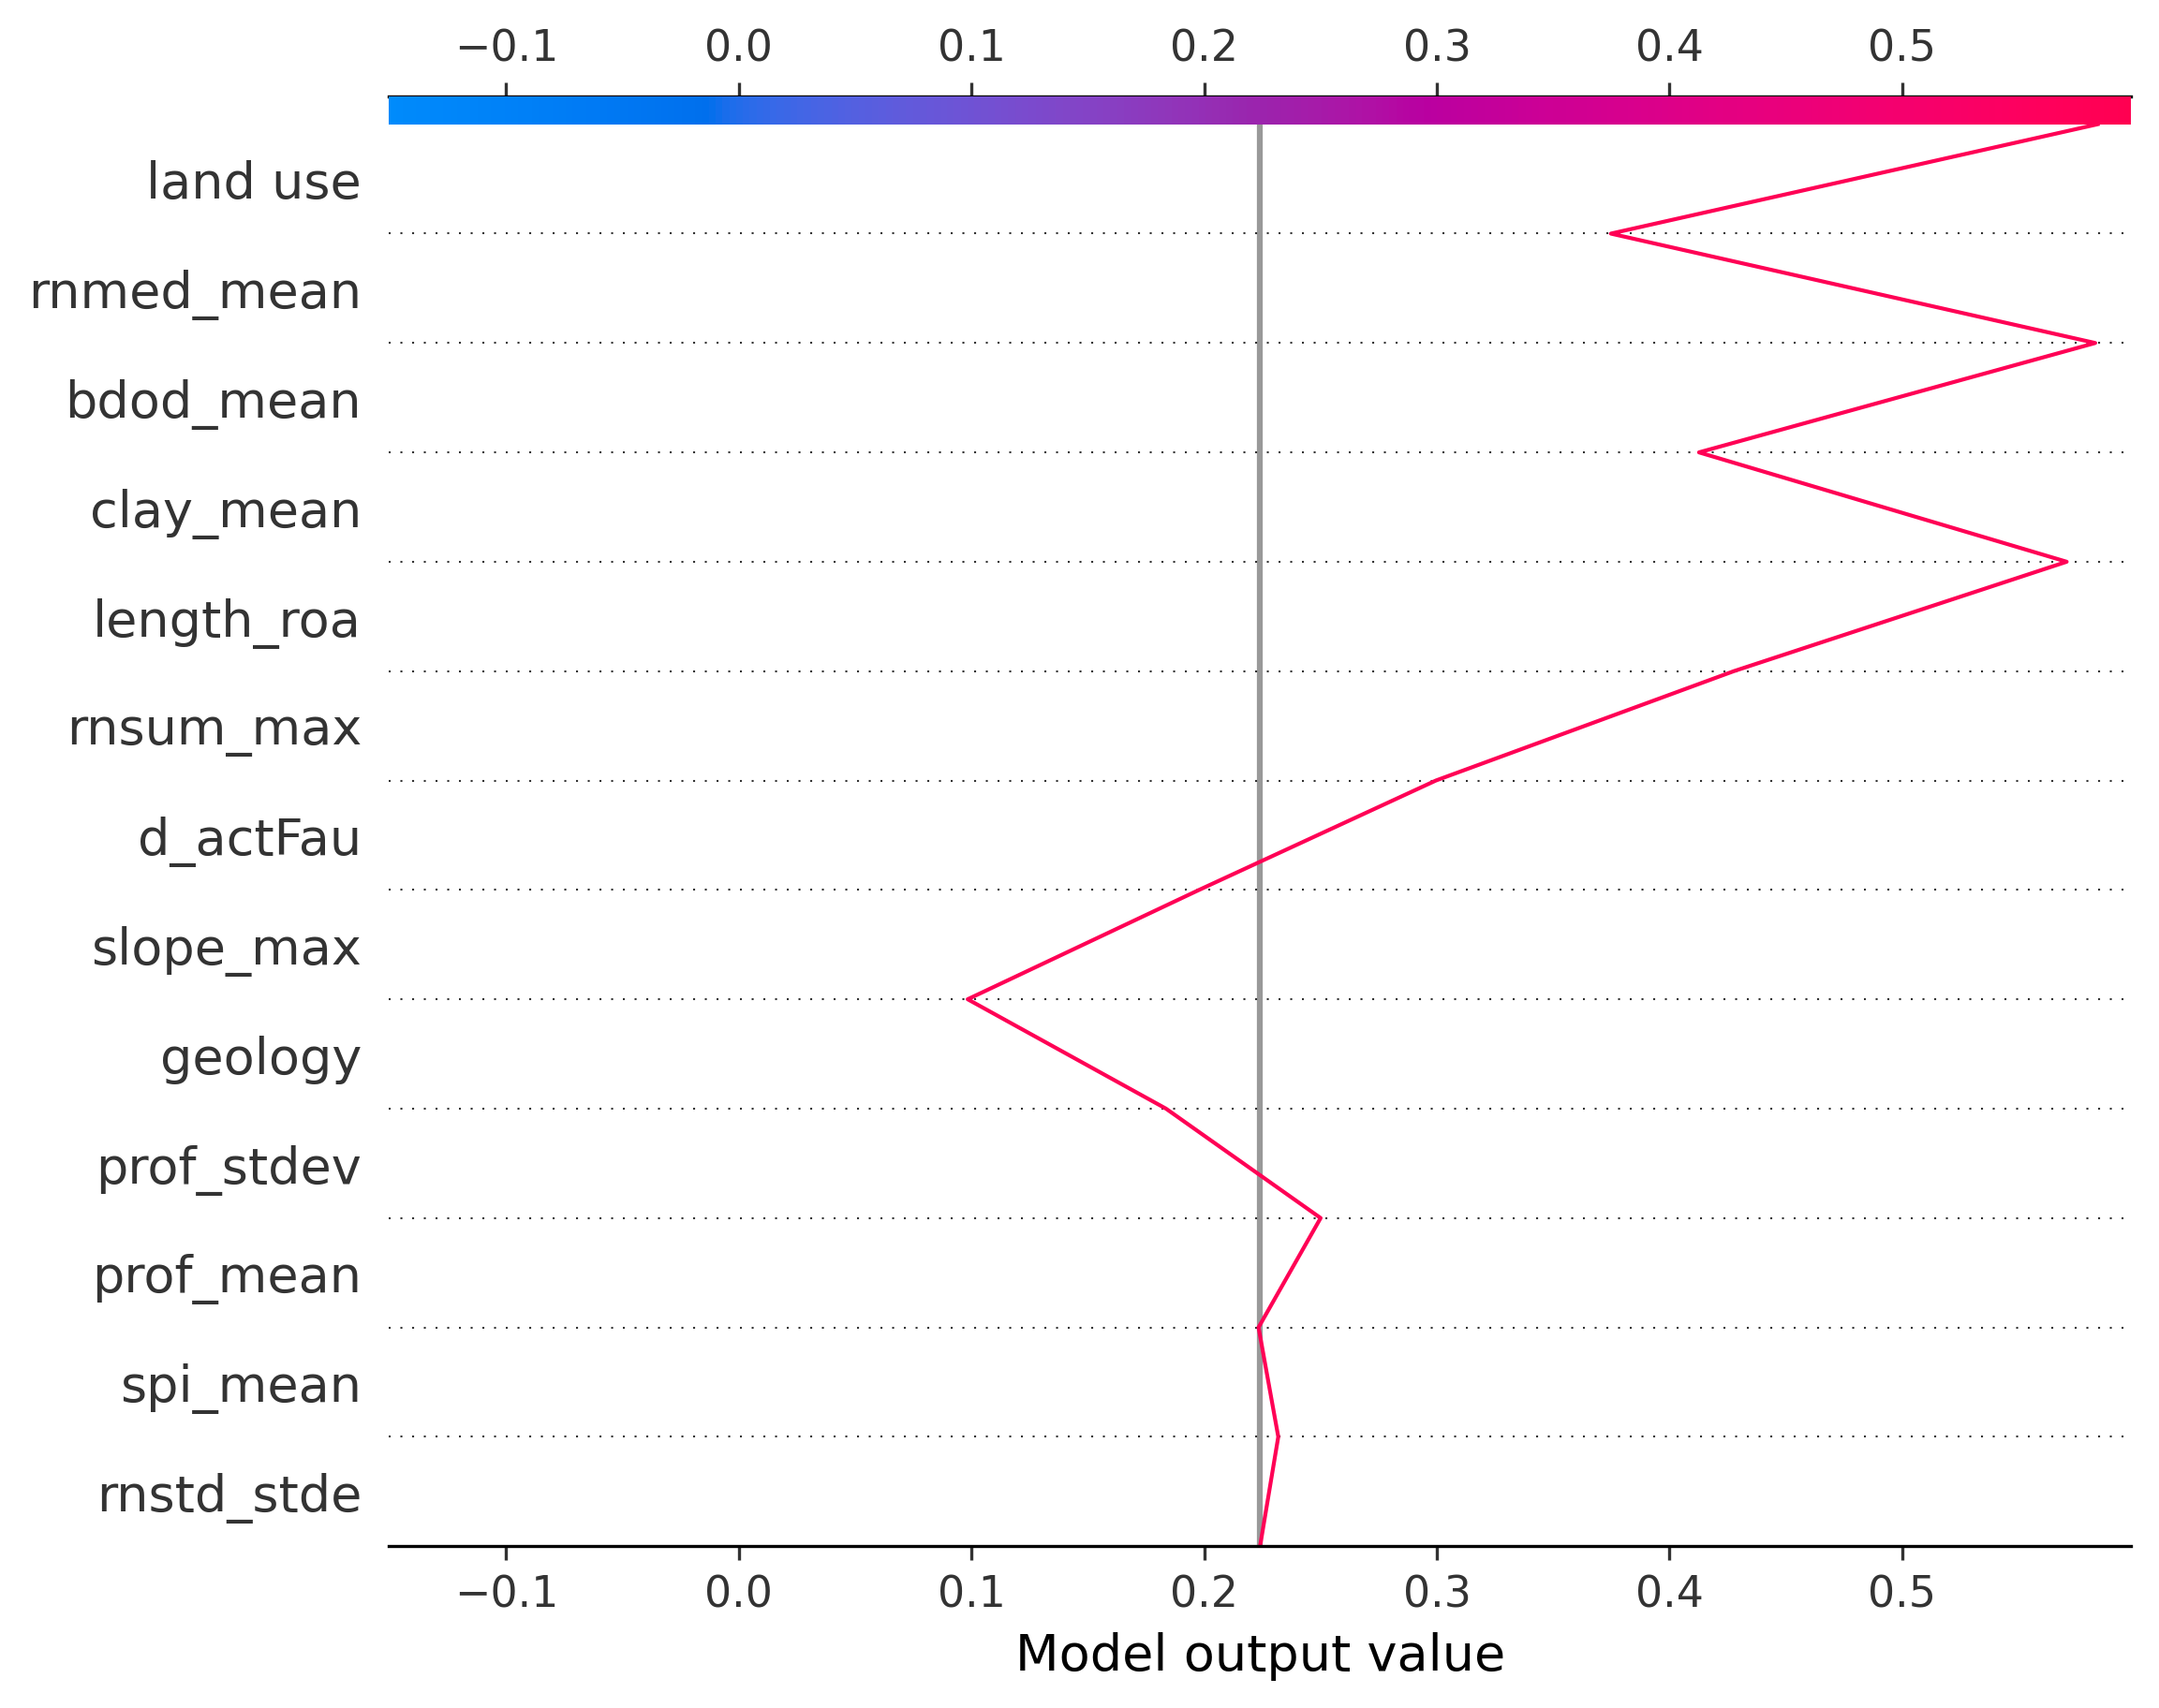 −0.1 0.0 0.1 0.2 0.3 0.4 0.5
land use
rnmed_mean
bdod_mean
clay_mean
length_roa
rnsum_max
d_actFau
slope_max
geology
prof_stdev
prof_mean
spi_mean
rnstd_stde
−0.1 0.0 0.1 0.2 0.3 0.4 0.5
Model output value